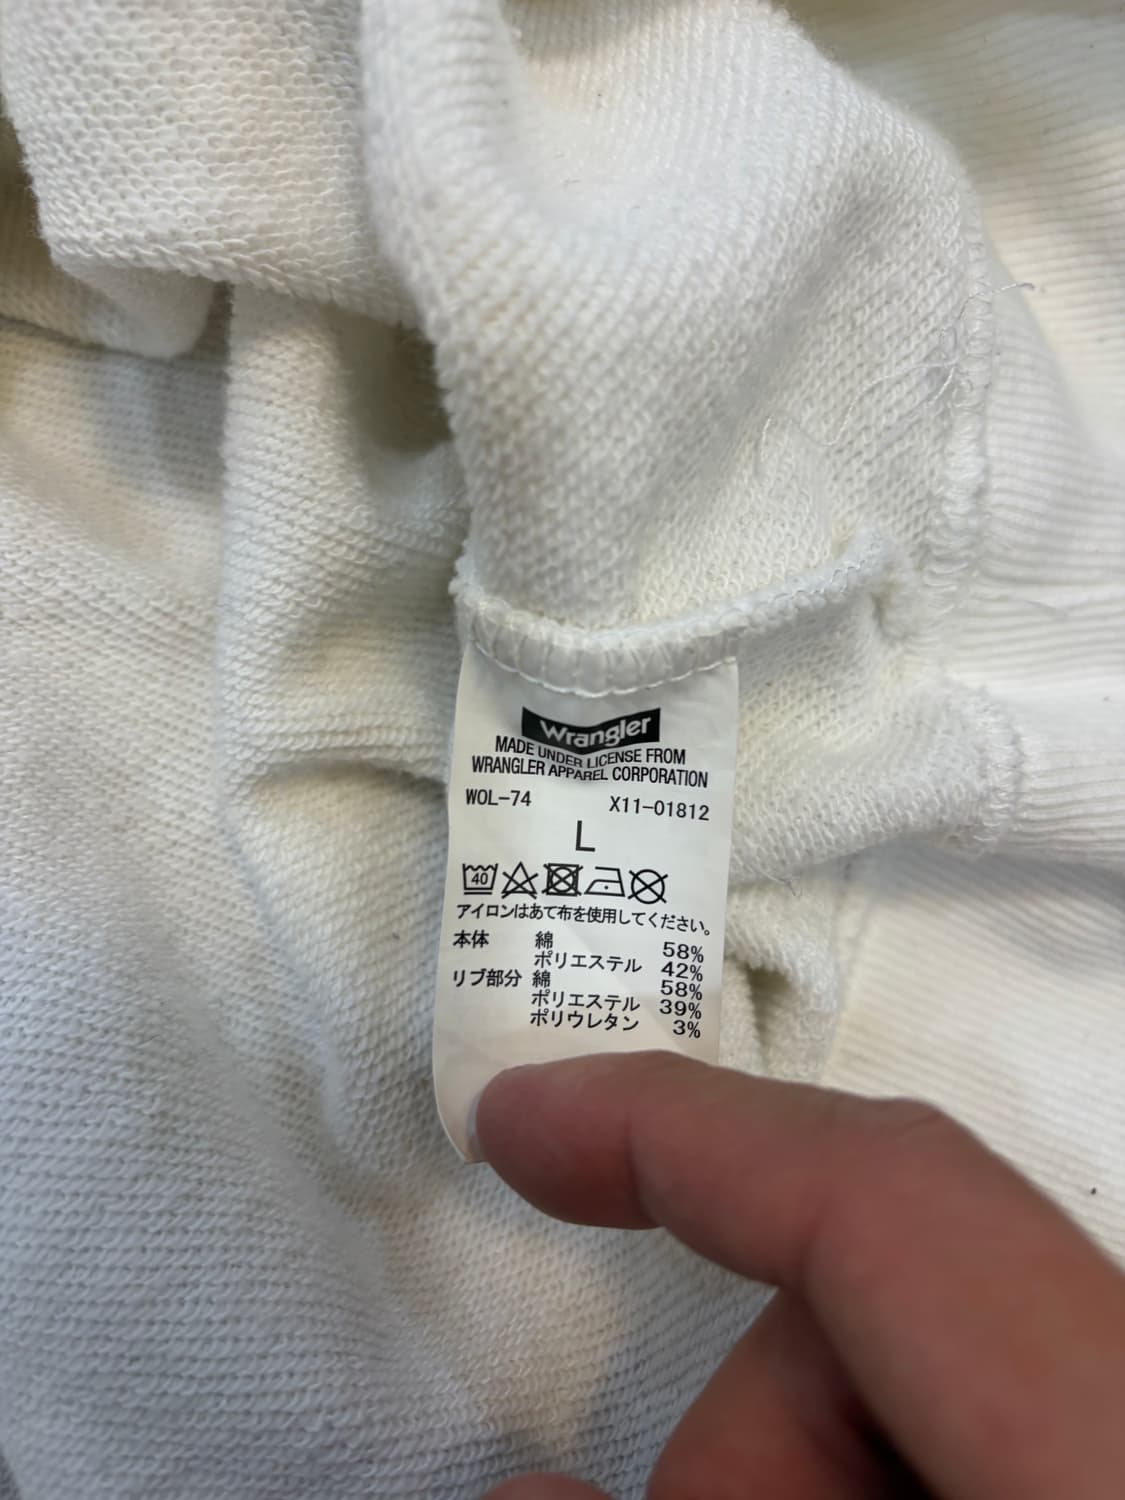 Wrangler
MADE UNDER LICENSE FROM
WRANGLER APPAREL CORPORATION
WOL-74 X11-01812
L
40
アイロンはあて布を使用してください。
本体 綿 58%
ポリエステル 42%
リブ部分 綿 58%
ポリエステル 39%
ポリウレタン 3%